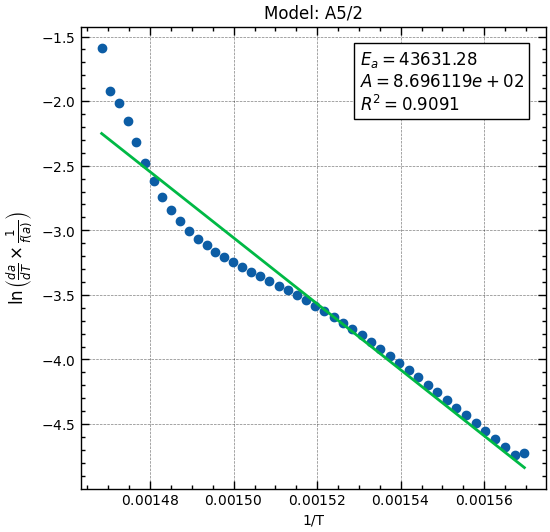 Model: A5/2
E_a = 43631.28
A = 8.696119e + 02
R^2 = 0.9091
ln (da/dT × 1/f(a))
−1.5
−2.0
−2.5
−3.0
−3.5
−4.0
−4.5
0.00148 0.00150 0.00152 0.00154 0.00156
1/T